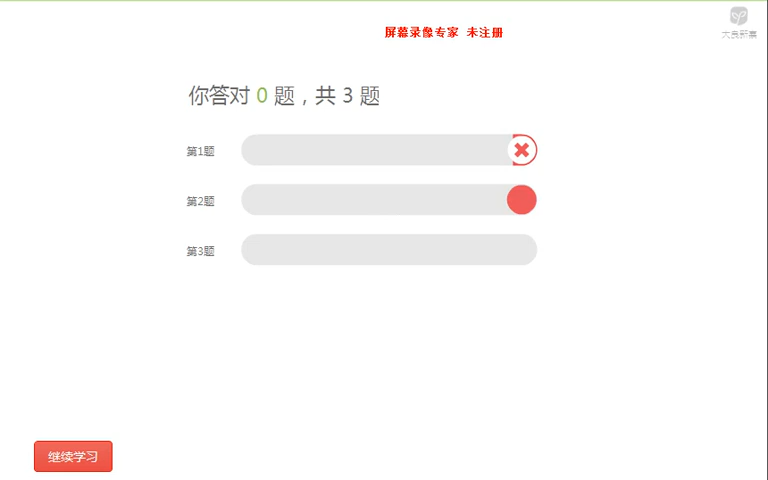 屏幕录像专家 未注册
你答对 0 题，共 3 题
第1题
第2题
第3题
继续学习